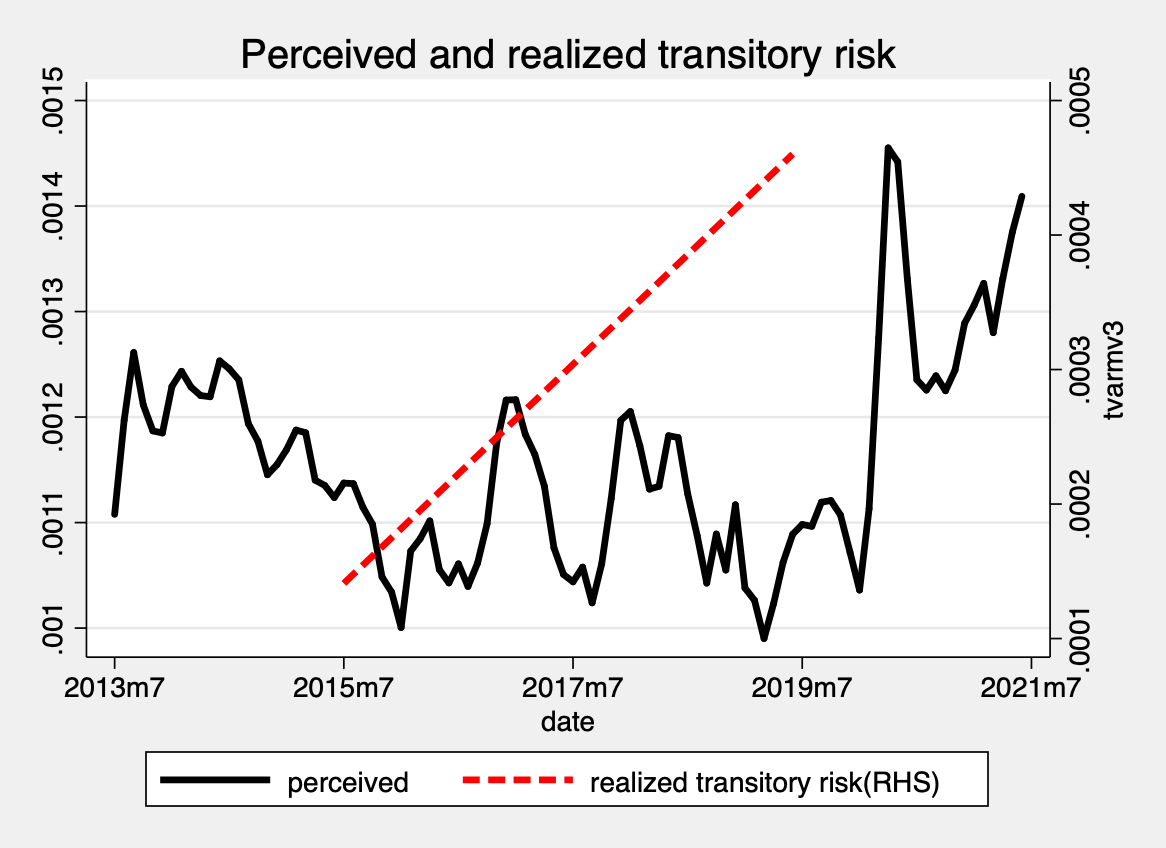 Perceived and realized transitory risk
.0015
.0014
.0013
.0012
.0011
.001
.0005
.0004
.0003
.0002
.0001
tvarmv3
2013m7 2015m7 2017m7 2019m7 2021m7
date
perceived realized transitory risk(RHS)